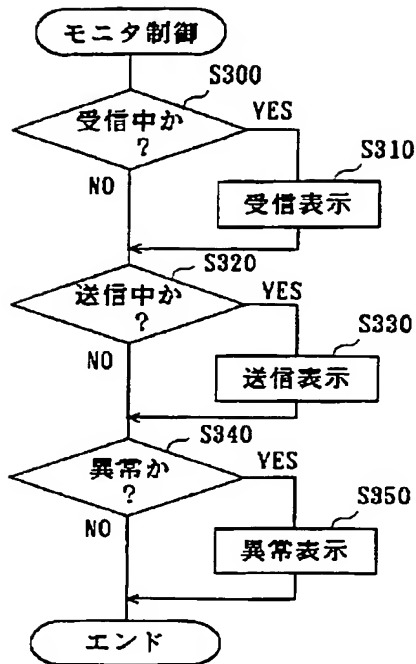 モニタ制御
S300
受信中か
?
YES
NO
S310
受信表示
S320
送信中か
?
YES
NO
S330
送信表示
S340
異常か
?
YES
NO
S350
異常表示
エンド